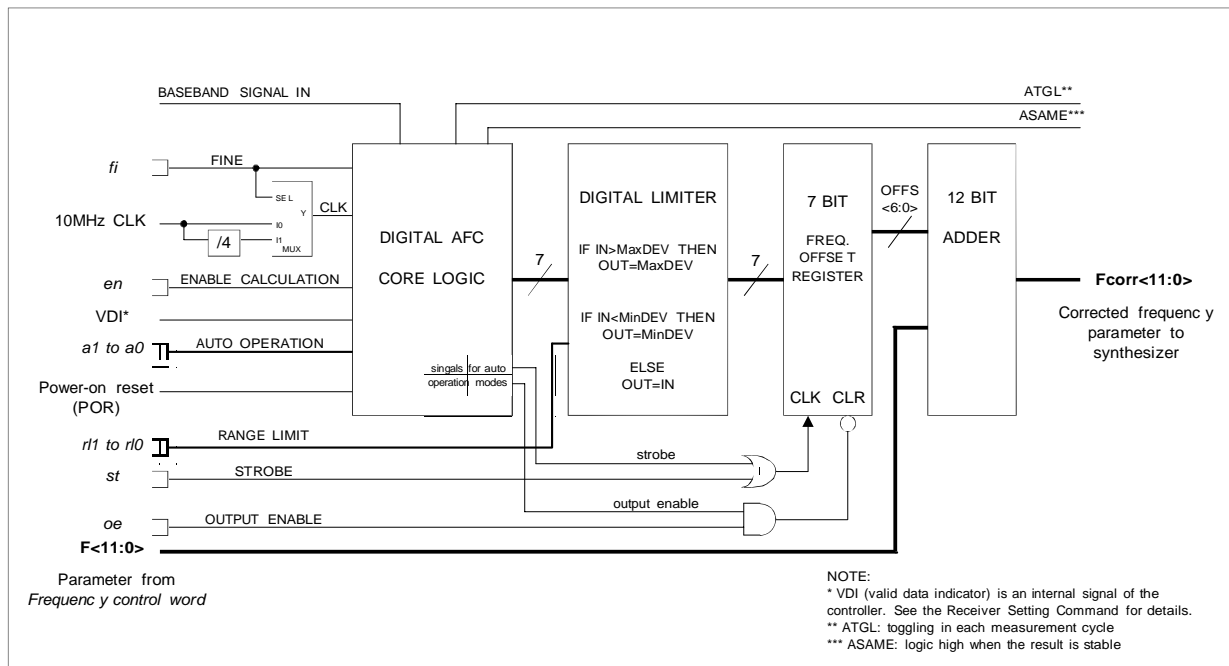 BASEBAND SIGNAL IN
ATGL**
ASAME***
fi
FINE
SEL
Y
I0
I1
MUX
CLK
10MHz CLK
/4
en
ENABLE CALCULATION
VDI*
a1 to a0
AUTO OPERATION
Power-on reset
(POR)
rl1 to rl0
RANGE LIMIT
st
STROBE
oe
OUTPUT ENABLE
F<11:0>
Parameter from
Frequenc y control word
DIGITAL AFC
CORE LOGIC
singals for auto
operation modes
7
DIGITAL LIMITER
IF IN>MaxDEV THEN
OUT=MaxDEV
IF IN<MinDEV THEN
OUT=MinDEV
ELSE
OUT=IN
7
strobe
output enable
7 BIT
FREQ.
OFFSE T
REGISTER
CLK CLR
I
OFFS
<6:0>
12 BIT
ADDER
Fcorr<11:0>
Corrected frequenc y
parameter to
synthesizer
NOTE:
* VDI (valid data indicator) is an internal signal of the
controller. See the Receiver Setting Command for details.
** ATGL: toggling in each measurement cycle
*** ASAME: logic high when the result is stable